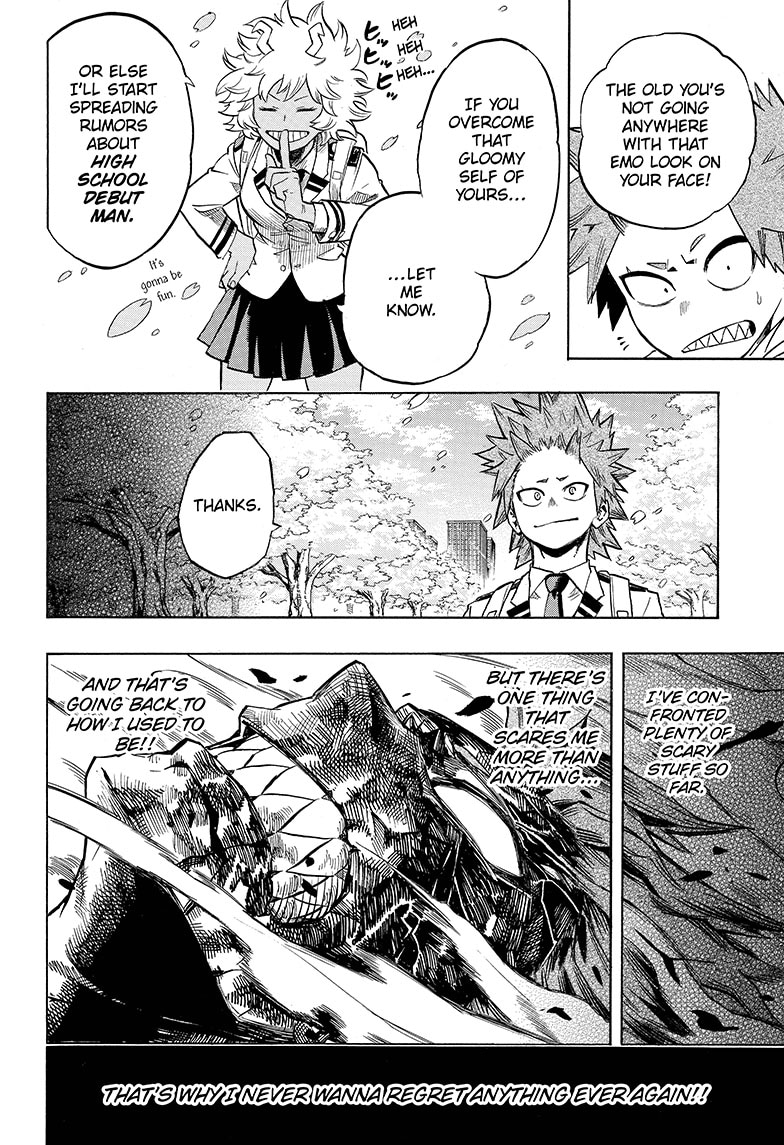 THE OLD YOU'S
NOT GOING
ANYWHERE
WITH THAT
EMO LOOK ON
YOUR FACE!
ヒヒヒッ
HEH
HEH
HEH...
IF YOU
OVERCOME
THAT
GLOOMY
SELF OF
YOURS...
...LET
ME
KNOW.
OR ELSE
I'LL START
SPREADING
RUMORS
ABOUT
HIGH
SCHOOL
DEBUT
MAN.
It's
gonna be
fun.
THANKS.
I'VE CON-
FRONTED
PLENTY OF
SCARY
STUFF SO
FAR.
BUT THERE'S
ONE THING
THAT
SCARES ME
MORE THAN
ANYTHING...
AND THAT'S
GOING BACK TO
HOW I USED TO
BE!!
THAT'S WHY I NEVER WANNA REGRET ANYTHING EVER AGAIN!!